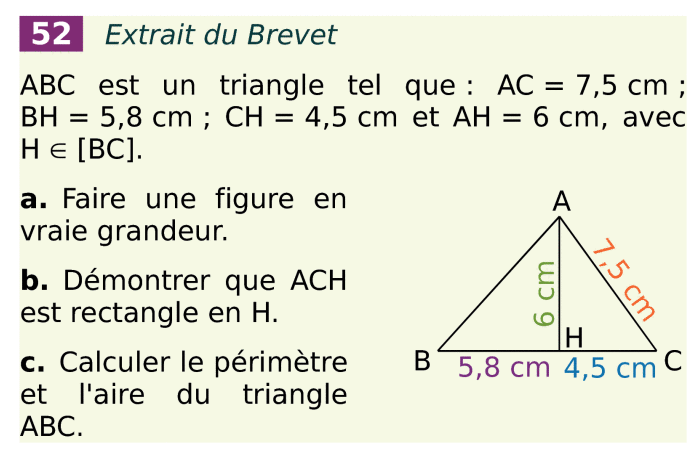 52 Extrait du Brevet
ABC est un triangle tel que : AC = 7,5 cm ;
BH = 5,8 cm ; CH = 4,5 cm et AH = 6 cm, avec
H ∈ [BC].
a. Faire une figure en
vraie grandeur.
b. Démontrer que ACH
est rectangle en H.
c. Calculer le périmètre
et l'aire du triangle
ABC.
A
7,5 cm
6 cm
H
B
5,8 cm
4,5 cm
C